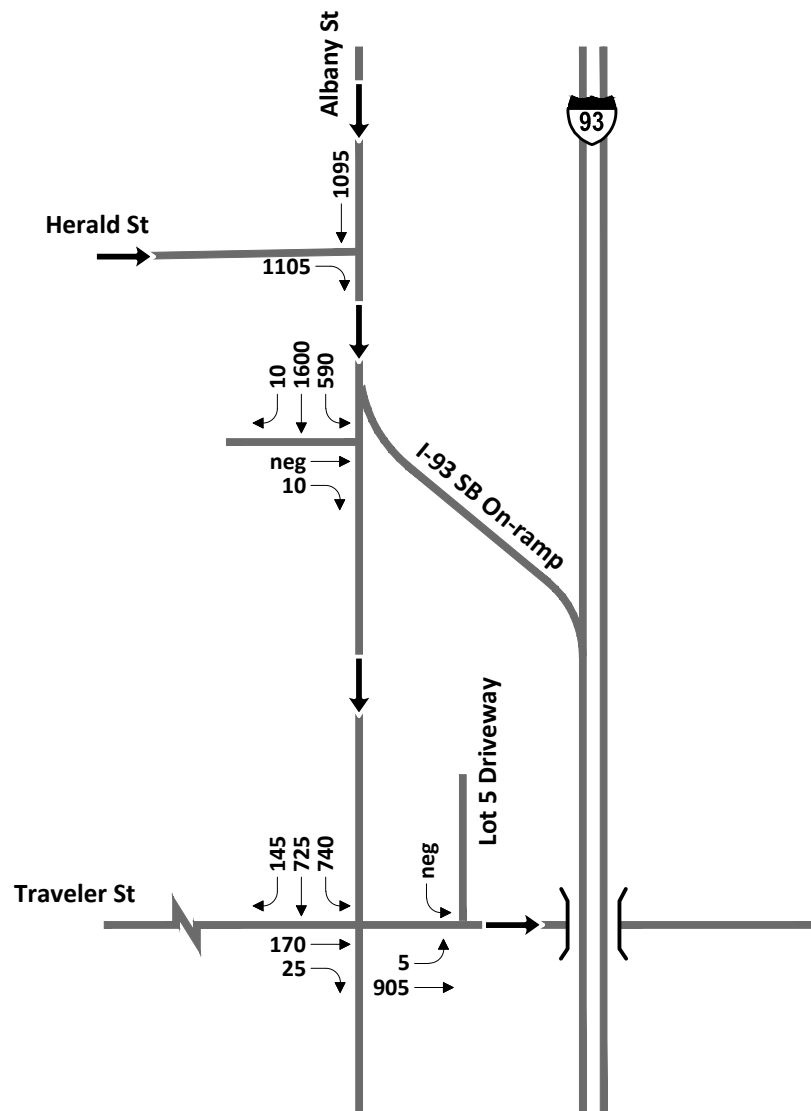 Albany St
93
1095
Herald St
1105
10
1600
590
neg
10
I-93 SB On-ramp
Lot 5 Driveway
145
725
740
neg
Traveler St
170
25
5
905